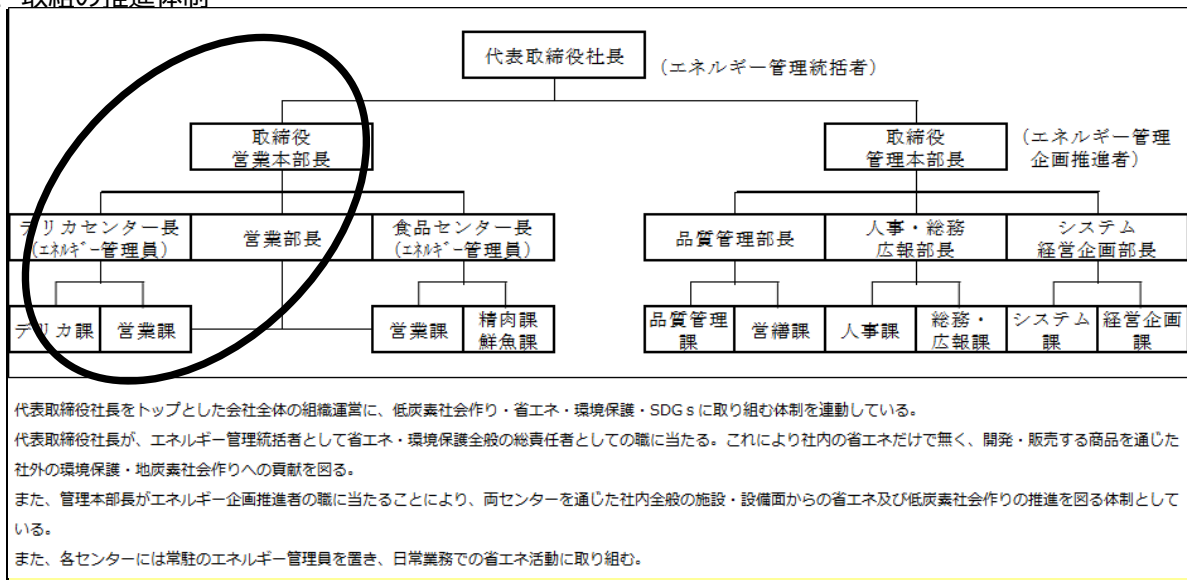 取組の推進体制
代表取締役社長
(エネルギー管理統括者)
取締役
営業本部長
取締役
管理本部長
(エネルギー管理
企画推進者)
デリカセンター長
(エネルギー管理員)
営業部長
食品センター長
(エネルギー管理員)
品質管理部長
人事・総務
広報部長
システム
経営企画部長
デリカ課
営業課
営業課
精肉課
鮮魚課
品質管理
課
営繕課
人事課
総務・
広報課
システム
課
経営企画
課
代表取締役社長をトップとした会社全体の組織運営に、低炭素社会作り・省エネ・環境保護・SDGsに取り組む体制を連動している。
代表取締役社長が、エネルギー管理統括者として省エネ・環境保護全般の総責任者としての職に当たる。これにより社内の省エネだけで無く、開発・販売する商品を通じた
社外の環境保護・地炭素社会作りへの貢献を図る。
また、管理本部長がエネルギー企画推進者の職に当たることにより、両センターを通じた社内全般の施設・設備面からの省エネ及び低炭素社会作りの推進を図る体制として
いる。
また、各センターには常駐のエネルギー管理員を置き、日常業務での省エネ活動に取り組む。